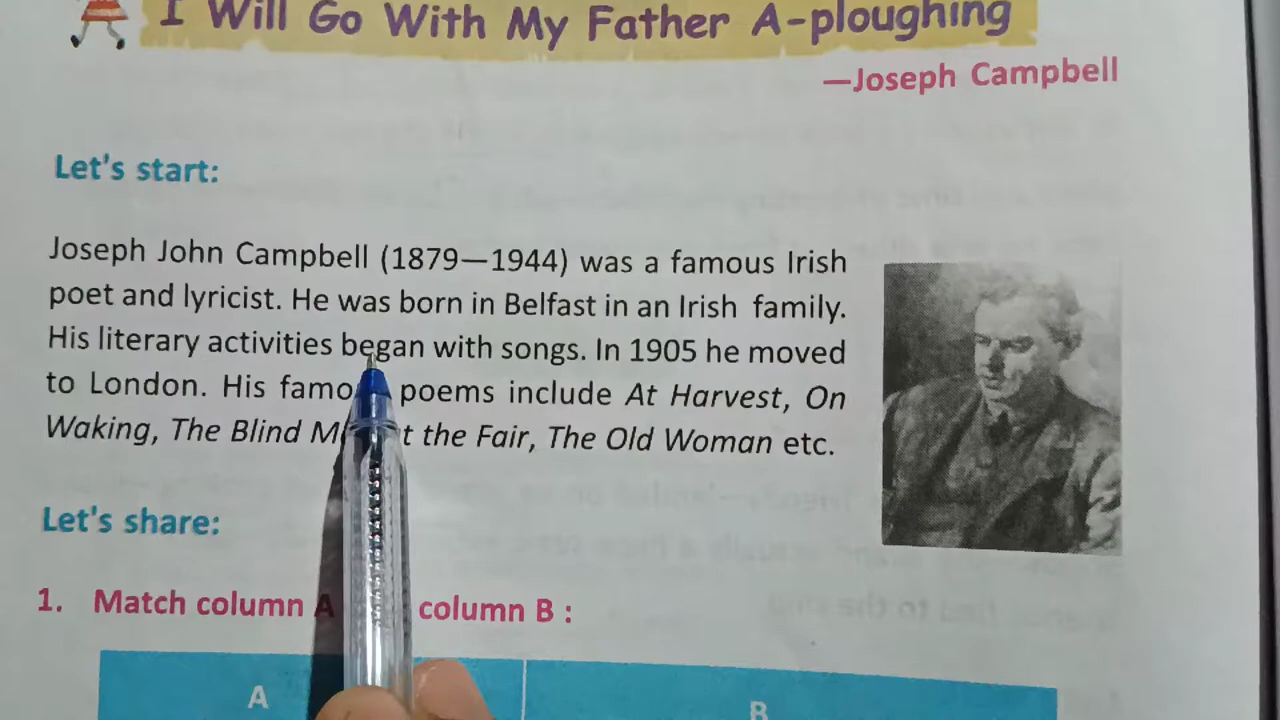 I Will Go With My Father A-ploughing
—Joseph Campbell
Let's start:
Joseph John Campbell (1879—1944) was a famous Irish
poet and lyricist. He was born in Belfast in an Irish family.
His literary activities began with songs. In 1905 he moved
to London. His poems include At Harvest, On
Waking, The Blind the Fair, The Old Woman etc.
Let's share:
1. Match column A column B :
A B